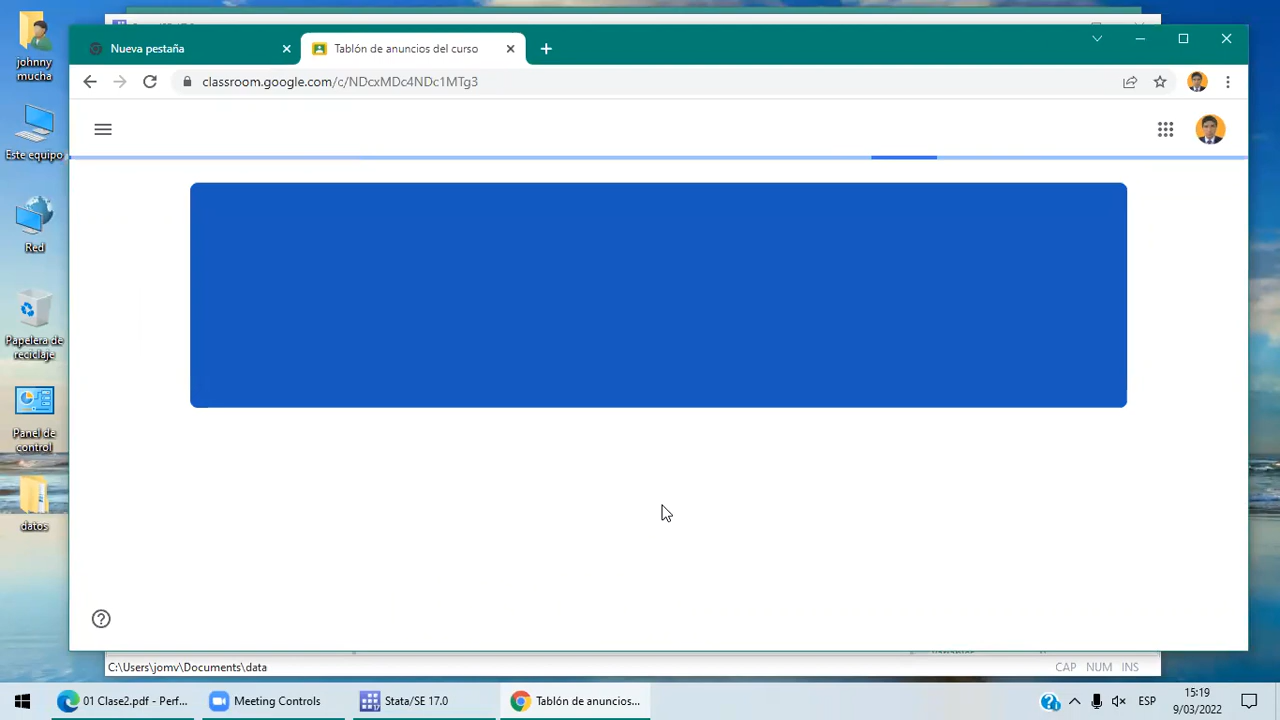 johnny
mucha
Este equipo
Red
Papelera de
reciclaje
Panel de
control
datos
Nueva pestaña
Tablón de anuncios del curso
classroom.google.com/c/NDcxMDc4NDc1MTg3
C:\Users\jomv\Documents\data
CAP NUM INS
01 Clase2.pdf - Perf...
Meeting Controls
Stata/SE 17.0
Tablón de anuncios...
ESP
15:19
9/03/2022